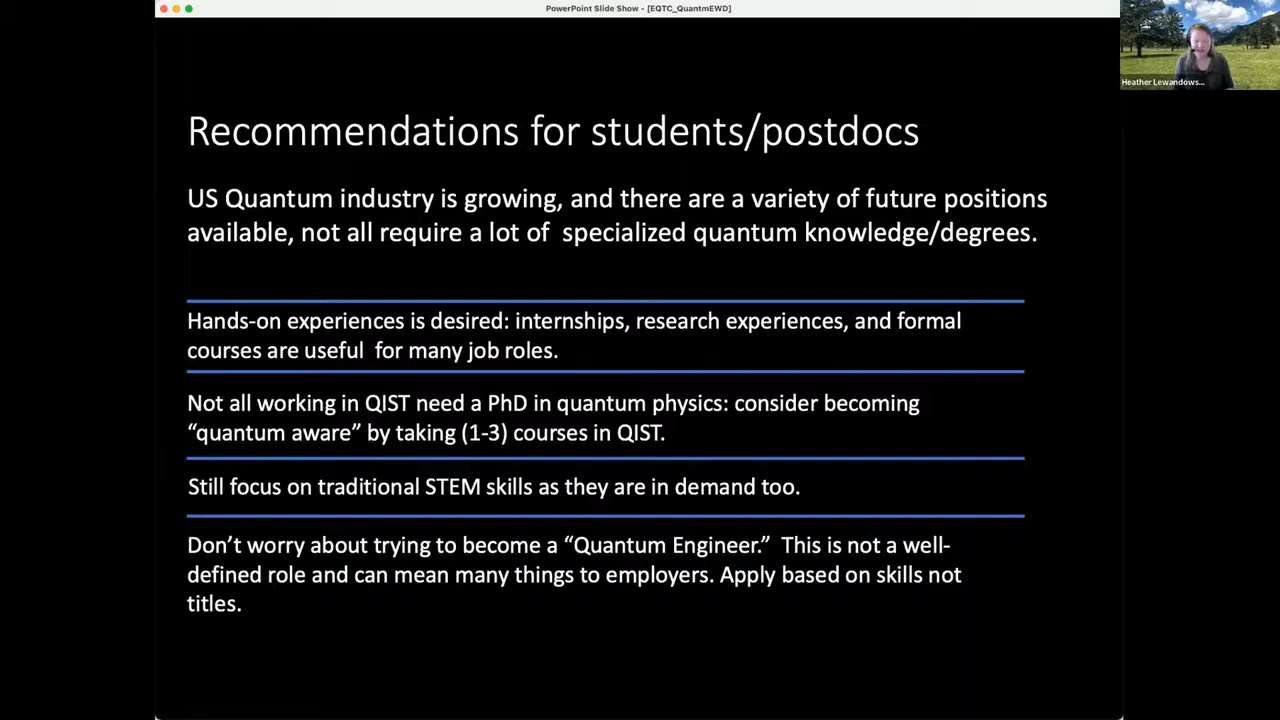 PowerPoint Slide Show - [EQTC_QuantmEWD]
Heather Lewandows...
Recommendations for students/postdocs
US Quantum industry is growing, and there are a variety of future positions
available, not all require a lot of  specialized quantum knowledge/degrees.
Hands-on experiences is desired: internships, research experiences, and formal
courses are useful  for many job roles.
Not all working in QIST need a PhD in quantum physics: consider becoming
“quantum aware” by taking (1-3) courses in QIST.
Still focus on traditional STEM skills as they are in demand too.
Don’t worry about trying to become a “Quantum Engineer.”  This is not a well-
defined role and can mean many things to employers. Apply based on skills not
titles.